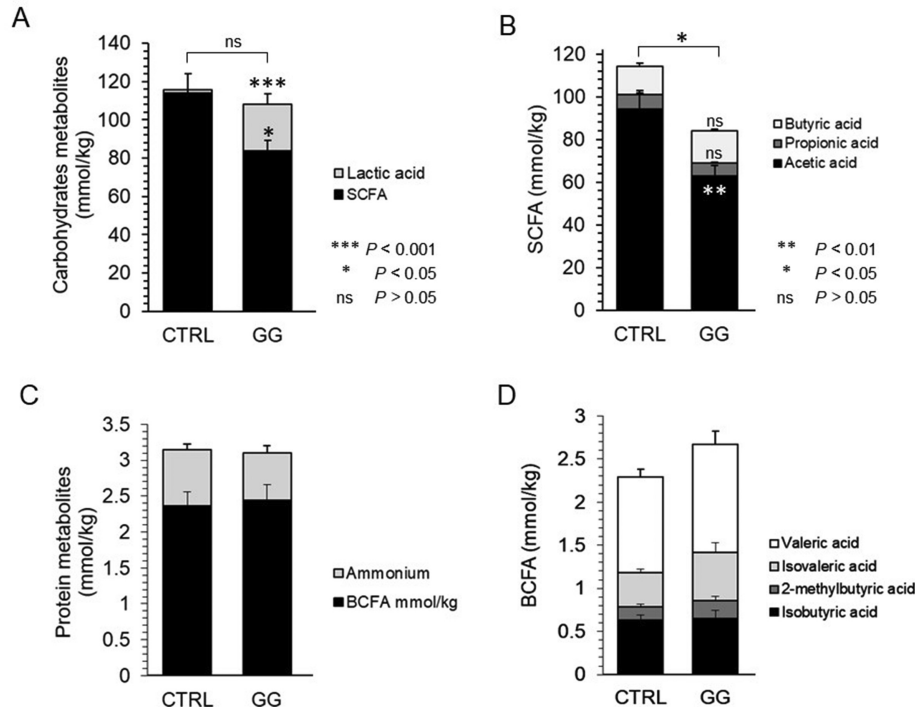 A
Carbohydrates metabolites
(mmol/kg)
140
120
100
80
60
40
20
0
ns
***
*
CTRL GG
Lactic acid
SCFA
*** P < 0.001
* P < 0.05
ns P > 0.05
B
SCFA (mmol/kg)
120
100
80
60
40
20
0
*
ns
ns
**
CTRL GG
Butyric acid
Propionic acid
Acetic acid
** P < 0.01
* P < 0.05
ns P > 0.05
C
Protein metabolites
(mmol/kg)
3.5
3
2.5
2
1.5
1
0.5
0
CTRL GG
Ammonium
BCFA mmol/kg
D
BCFA (mmol/kg)
3
2.5
2
1.5
1
0.5
0
CTRL GG
Valeric acid
Isovaleric acid
2-methylbutyric acid
Isobutyric acid